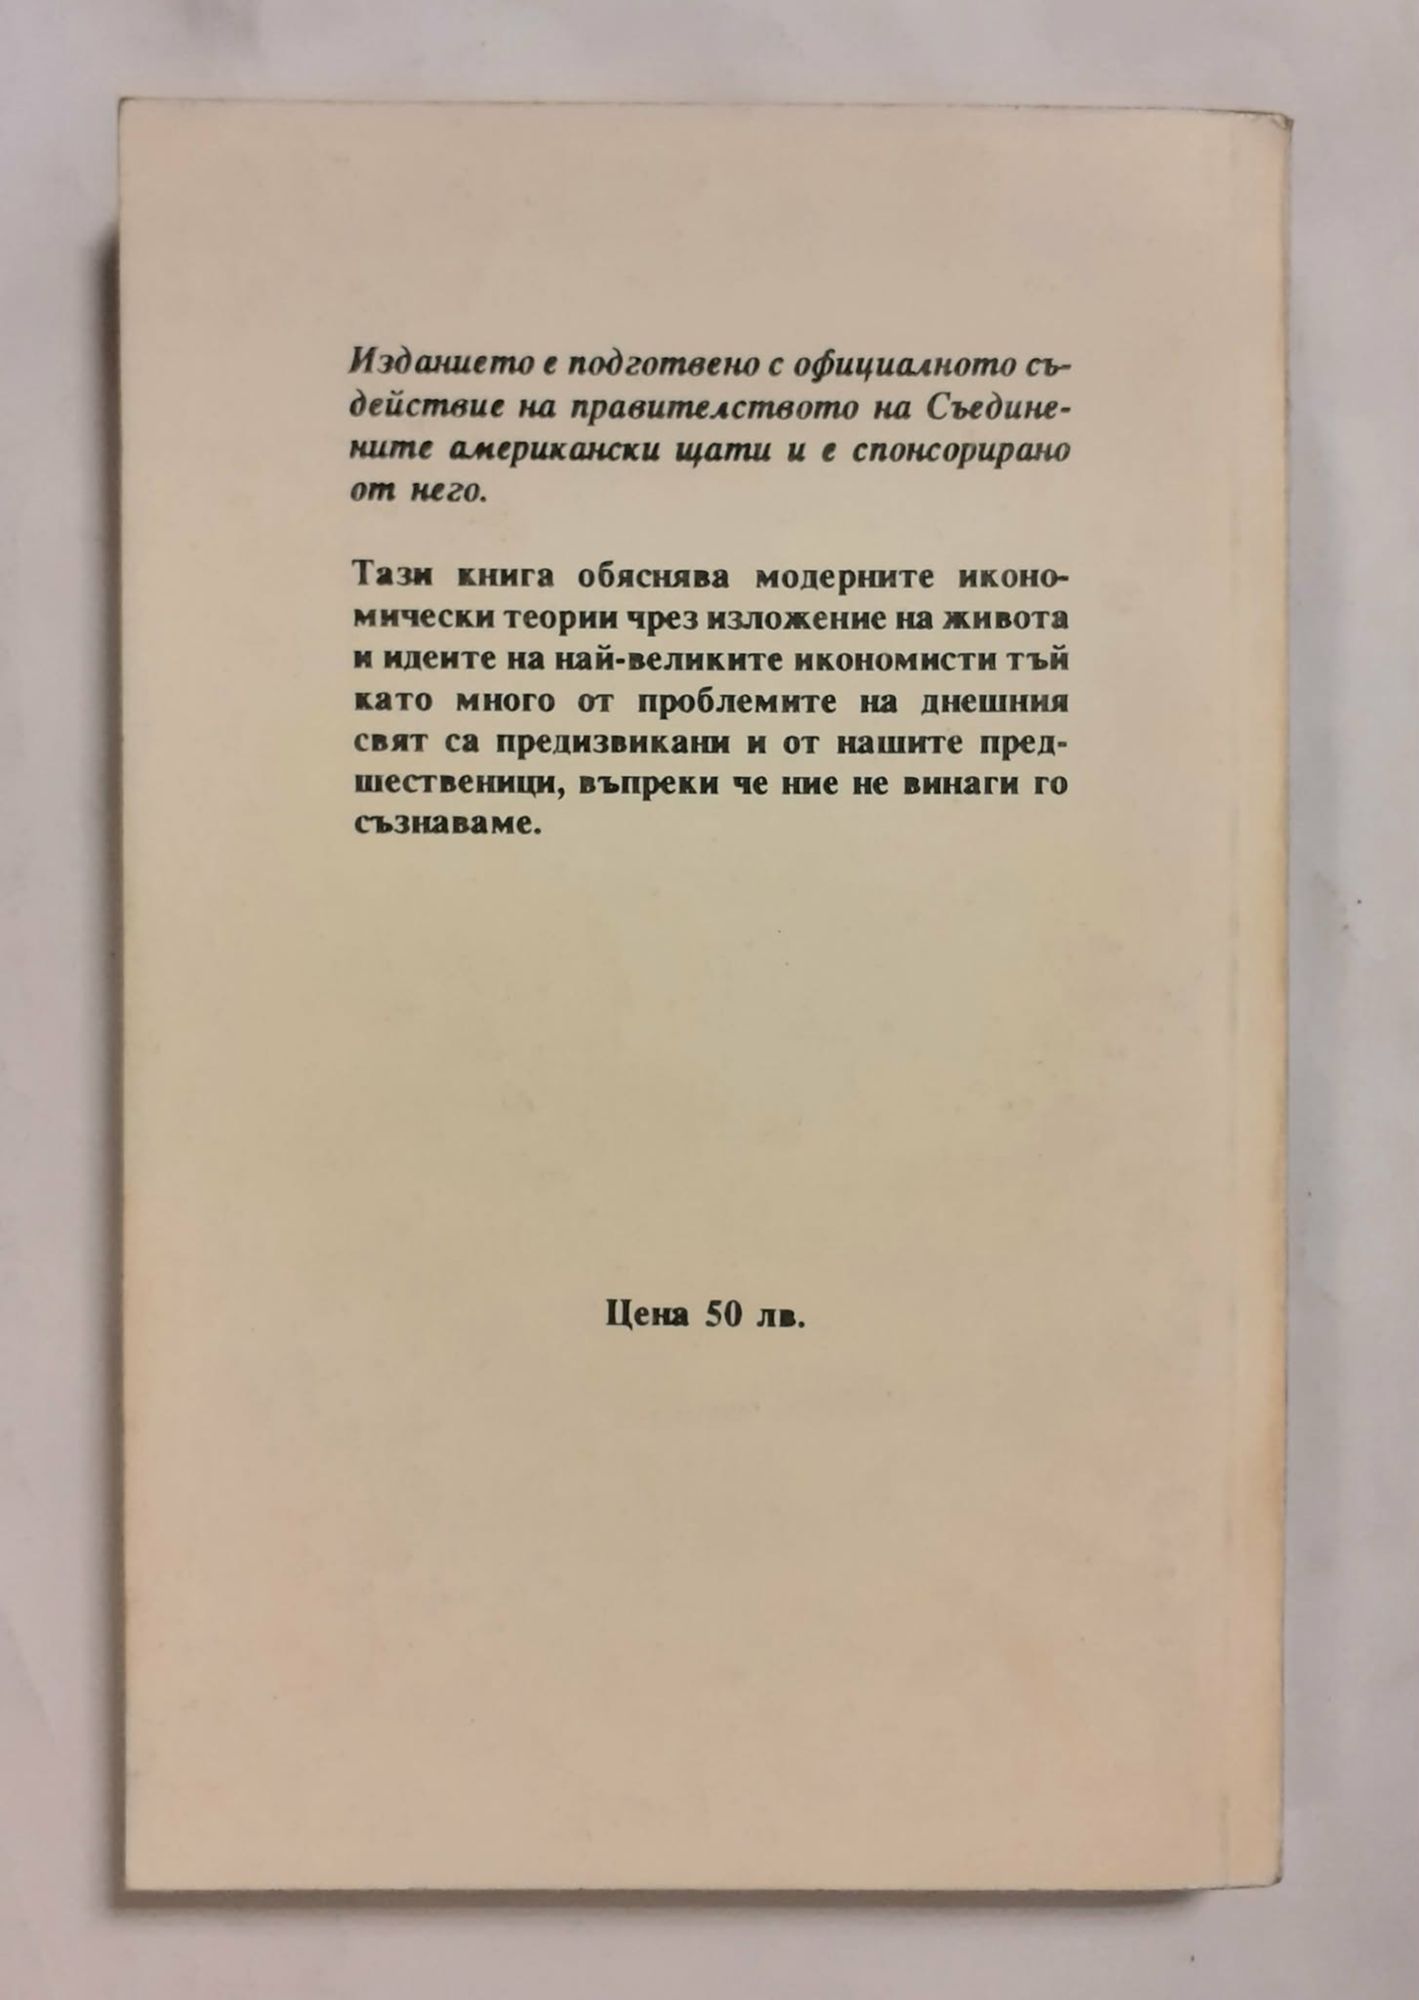 Изданието е подготвено с официалното съ-
действие на правителството на Съедине-
ните американски щати и е спонсорирано
от него.
Тази книга обяснява модерните иконо-
мически теории чрез изложение на живота
и идеите на най-великите икономисти тъй
като много от проблемите на днешния
свят са предизвикани и от нашите пред-
шественици, въпреки че ние не винаги го
съзнаваме.
Цена 50 лв.